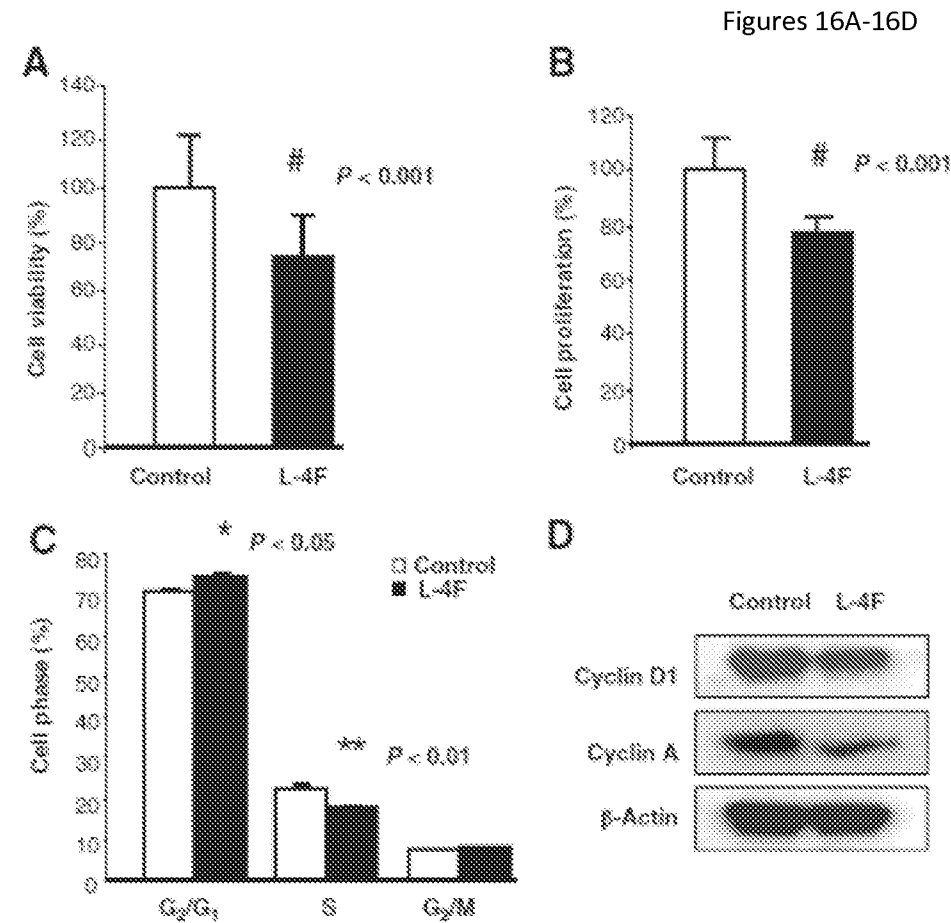 Figures 16A-16D
A
140
120
100
80
60
40
20
0
Cell viability (%)
#
P < 0.001
Control
L-4F
B
120
100
80
60
40
20
0
Cell proliferation (%)
#
P < 0.001
Control
L-4F
C
80
70
60
50
40
30
20
10
0
Cell phase (%)
*
P < 0.05
Control
L-4F
**
P < 0.01
G₂/G₁
S
G₂/M
D
Control L-4F
Cyclin D1
Cyclin A
β-Actin